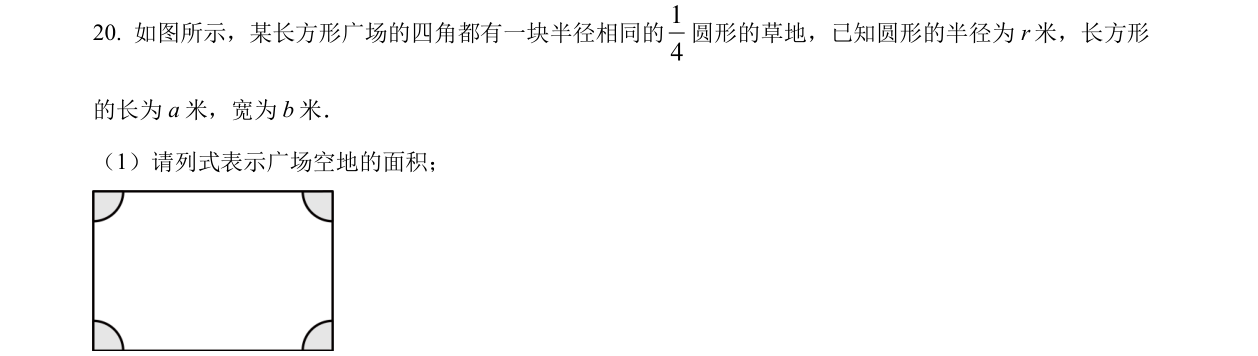 20. 如图所示，某长方形广场的四角都有一块半径相同的 1/4 圆形的草地，已知圆形的半径为 r 米，长方形
的长为 a 米，宽为 b 米．
（1）请列式表示广场空地的面积；